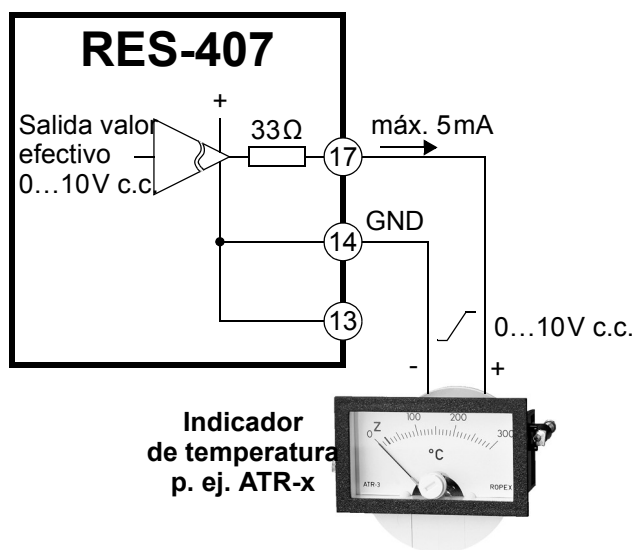 RES-407
Salida valor
efectivo
0…10V c.c.
+
33Ω
17
máx. 5mA
14
GND
13
0…10V c.c.
-
+
Indicador
de temperatura
p. ej. ATR-x
0
Z
100
200
300
°C
ATR-3
ROPEX